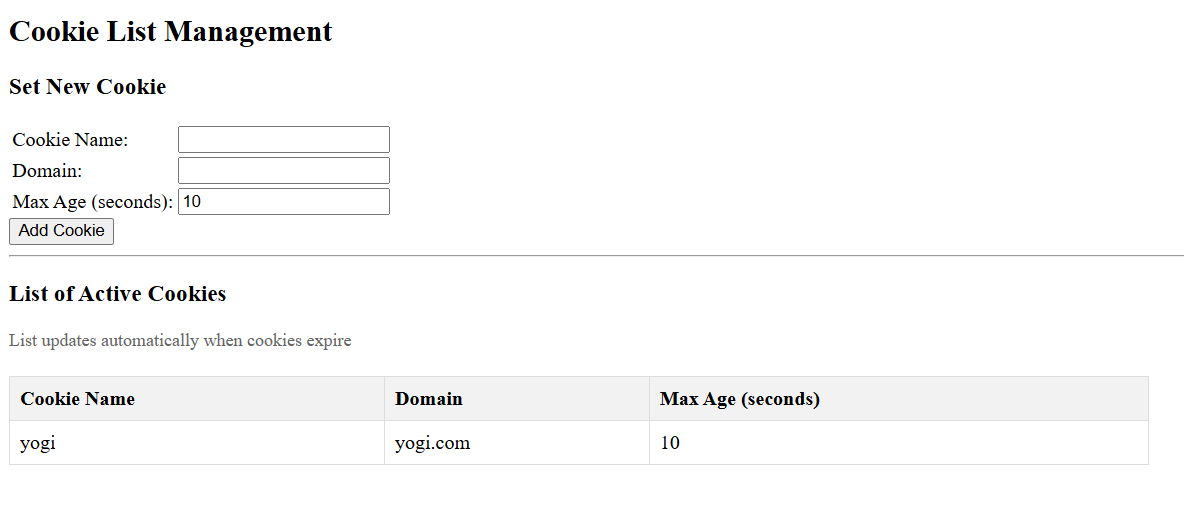 Cookie List Management
Set New Cookie
Cookie Name:
Domain:
Max Age (seconds): 10
Add Cookie
List of Active Cookies
List updates automatically when cookies expire
Cookie Name Domain Max Age (seconds)
yogi yogi.com 10